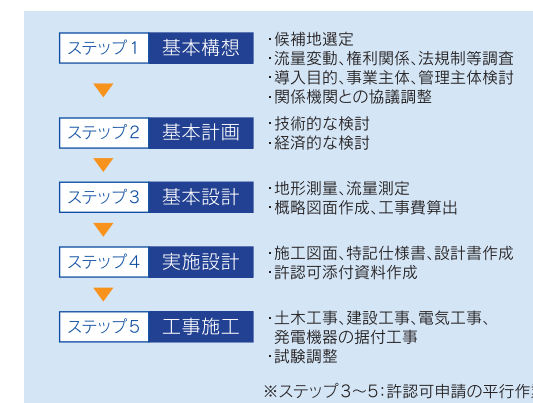 ステップ1 基本構想
・候補地選定
・流量変動、権利関係、法規制等調査
・導入目的、事業主体、管理主体検討
・関係機関との協議調整
ステップ2 基本計画
・技術的な検討
・経済的な検討
ステップ3 基本設計
・地形測量、流量測定
・概略図面作成、工事費算出
ステップ4 実施設計
・施工図面、特記仕様書、設計書作成
・許認可添付資料作成
ステップ5 工事施工
・土木工事、建設工事、電気工事、
発電機器の据付工事
・試験調整
※ステップ3〜5:許認可申請の平行作